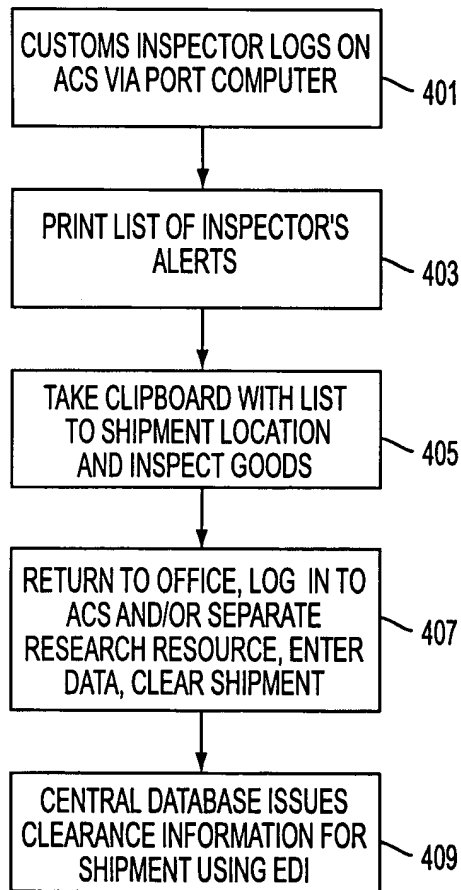 CUSTOMS INSPECTOR LOGS ON
ACS VIA PORT COMPUTER
401
PRINT LIST OF INSPECTOR'S
ALERTS
403
TAKE CLIPBOARD WITH LIST
TO SHIPMENT LOCATION
AND INSPECT GOODS
405
RETURN TO OFFICE, LOG IN TO
ACS AND/OR SEPARATE
RESEARCH RESOURCE, ENTER
DATA, CLEAR SHIPMENT
407
CENTRAL DATABASE ISSUES
CLEARANCE INFORMATION FOR
SHIPMENT USING EDI
409